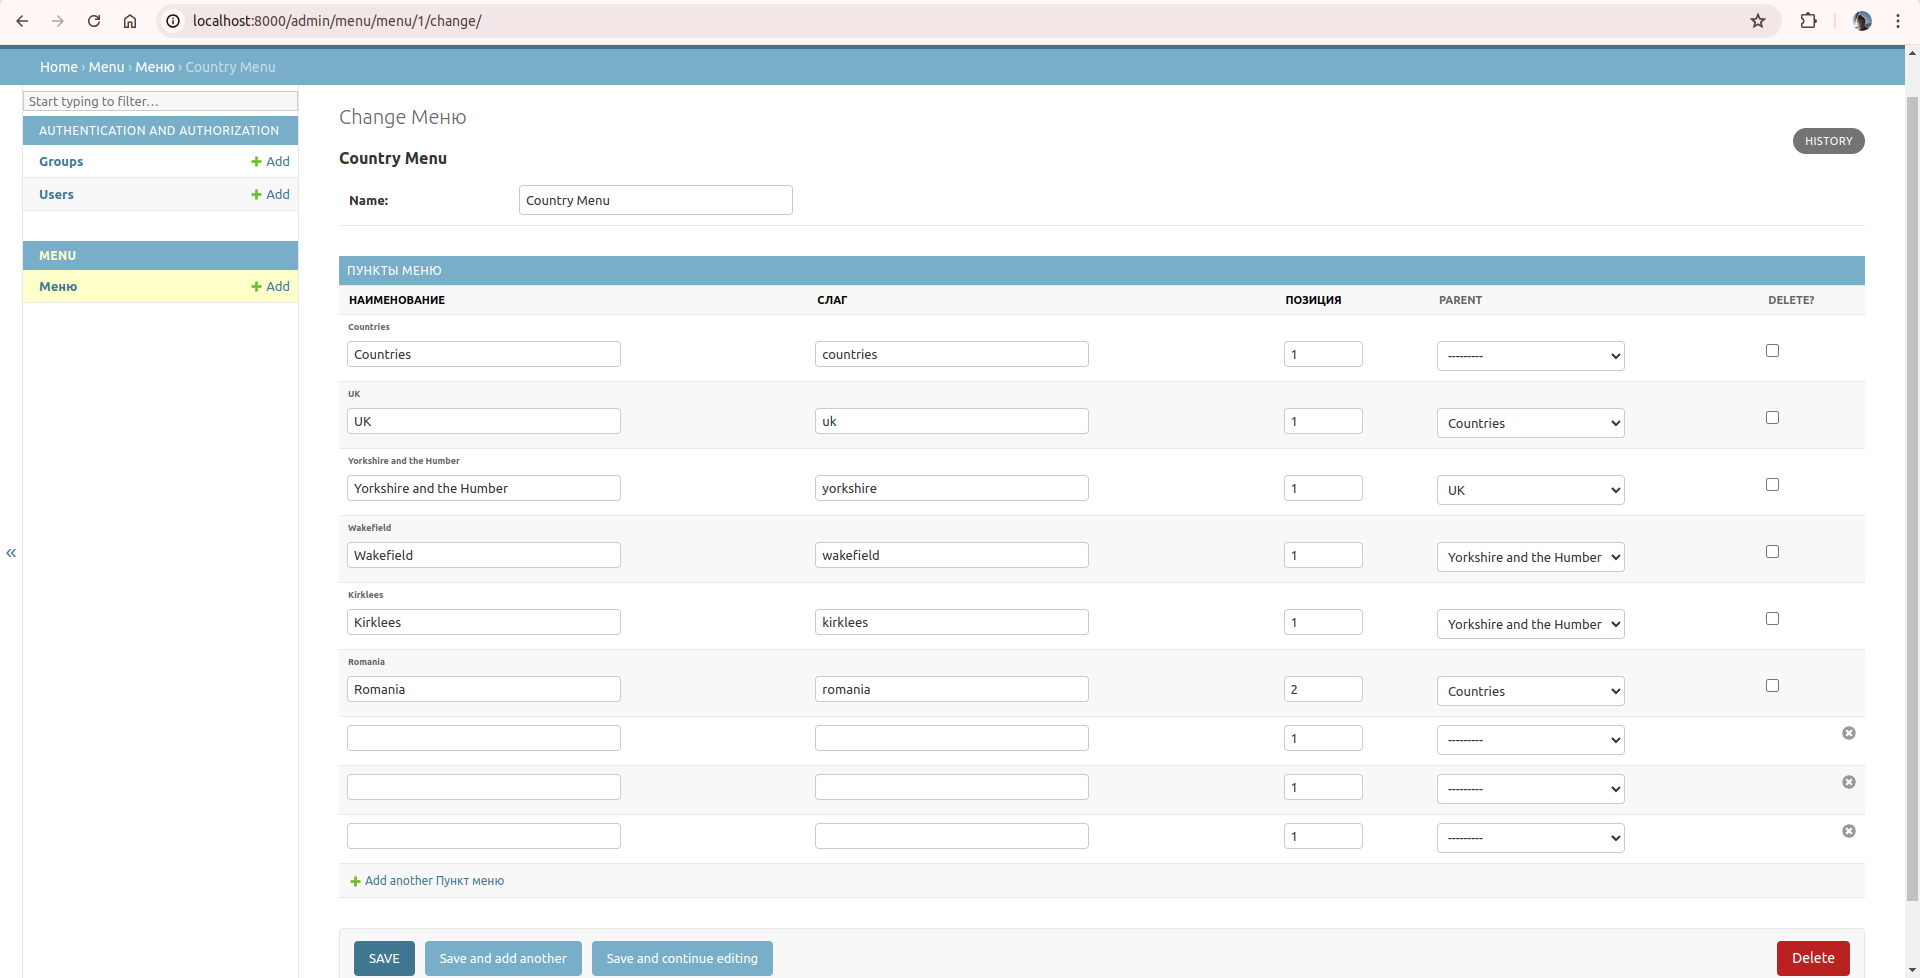 localhost:8000/admin/menu/menu/1/change/
Home › Menu › Меню › Country Menu
Start typing to filter...
AUTHENTICATION AND AUTHORIZATION
Groups Add
Users Add
MENU
Меню Add
«
Change Меню
HISTORY
Country Menu
Name: Country Menu
ПУНКТЫ МЕНЮ
НАИМЕНОВАНИЕ СЛАГ ПОЗИЦИЯ PARENT DELETE?
Countries
Countries countries 1 ---------
UK
UK uk 1 Countries
Yorkshire and the Humber
Yorkshire and the Humber yorkshire 1 UK
Wakefield
Wakefield wakefield 1 Yorkshire and the Humber
Kirklees
Kirklees kirklees 1 Yorkshire and the Humber
Romania
Romania romania 2 Countries
1 ---------
1 ---------
1 ---------
Add another Пункт меню
SAVE Save and add another Save and continue editing Delete